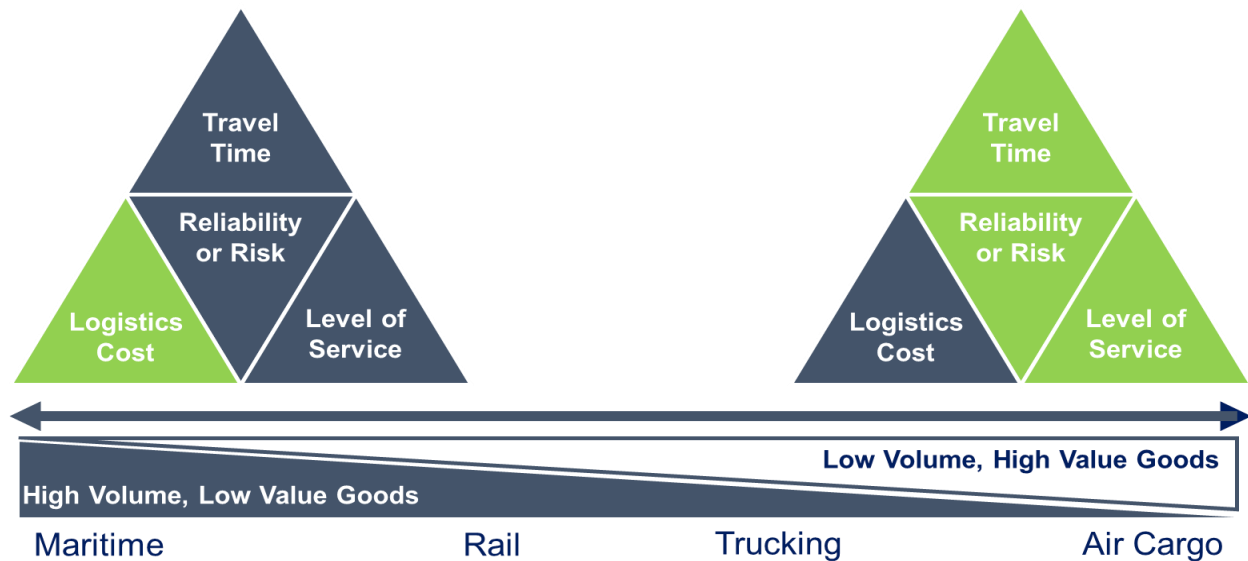 Travel
Time
Reliability
or Risk
Logistics
Cost
Level of
Service
Travel
Time
Reliability
or Risk
Logistics
Cost
Level of
Service
Low Volume, High Value Goods
High Volume, Low Value Goods
Maritime
Rail
Trucking
Air Cargo